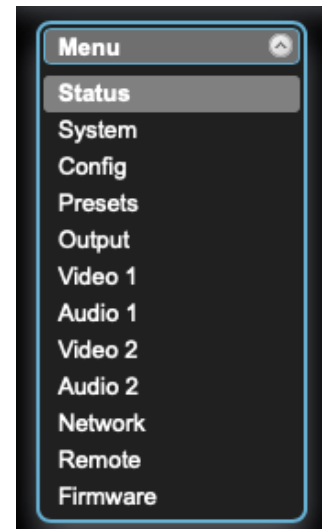 Menu
Status
System
Config
Presets
Output
Video 1
Audio 1
Video 2
Audio 2
Network
Remote
Firmware